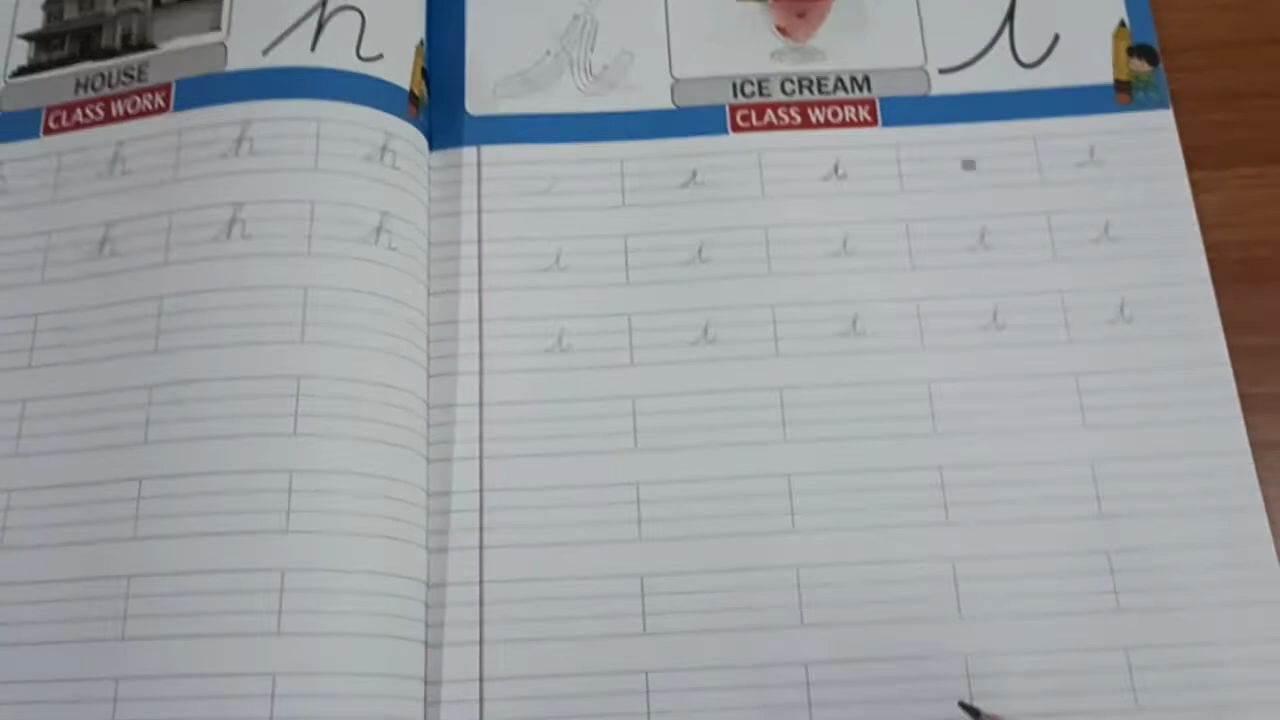 h
HOUSE
CLASS WORK
h h h
h h h
i
ICE CREAM
CLASS WORK
i i i
i i i i i
i i i i i